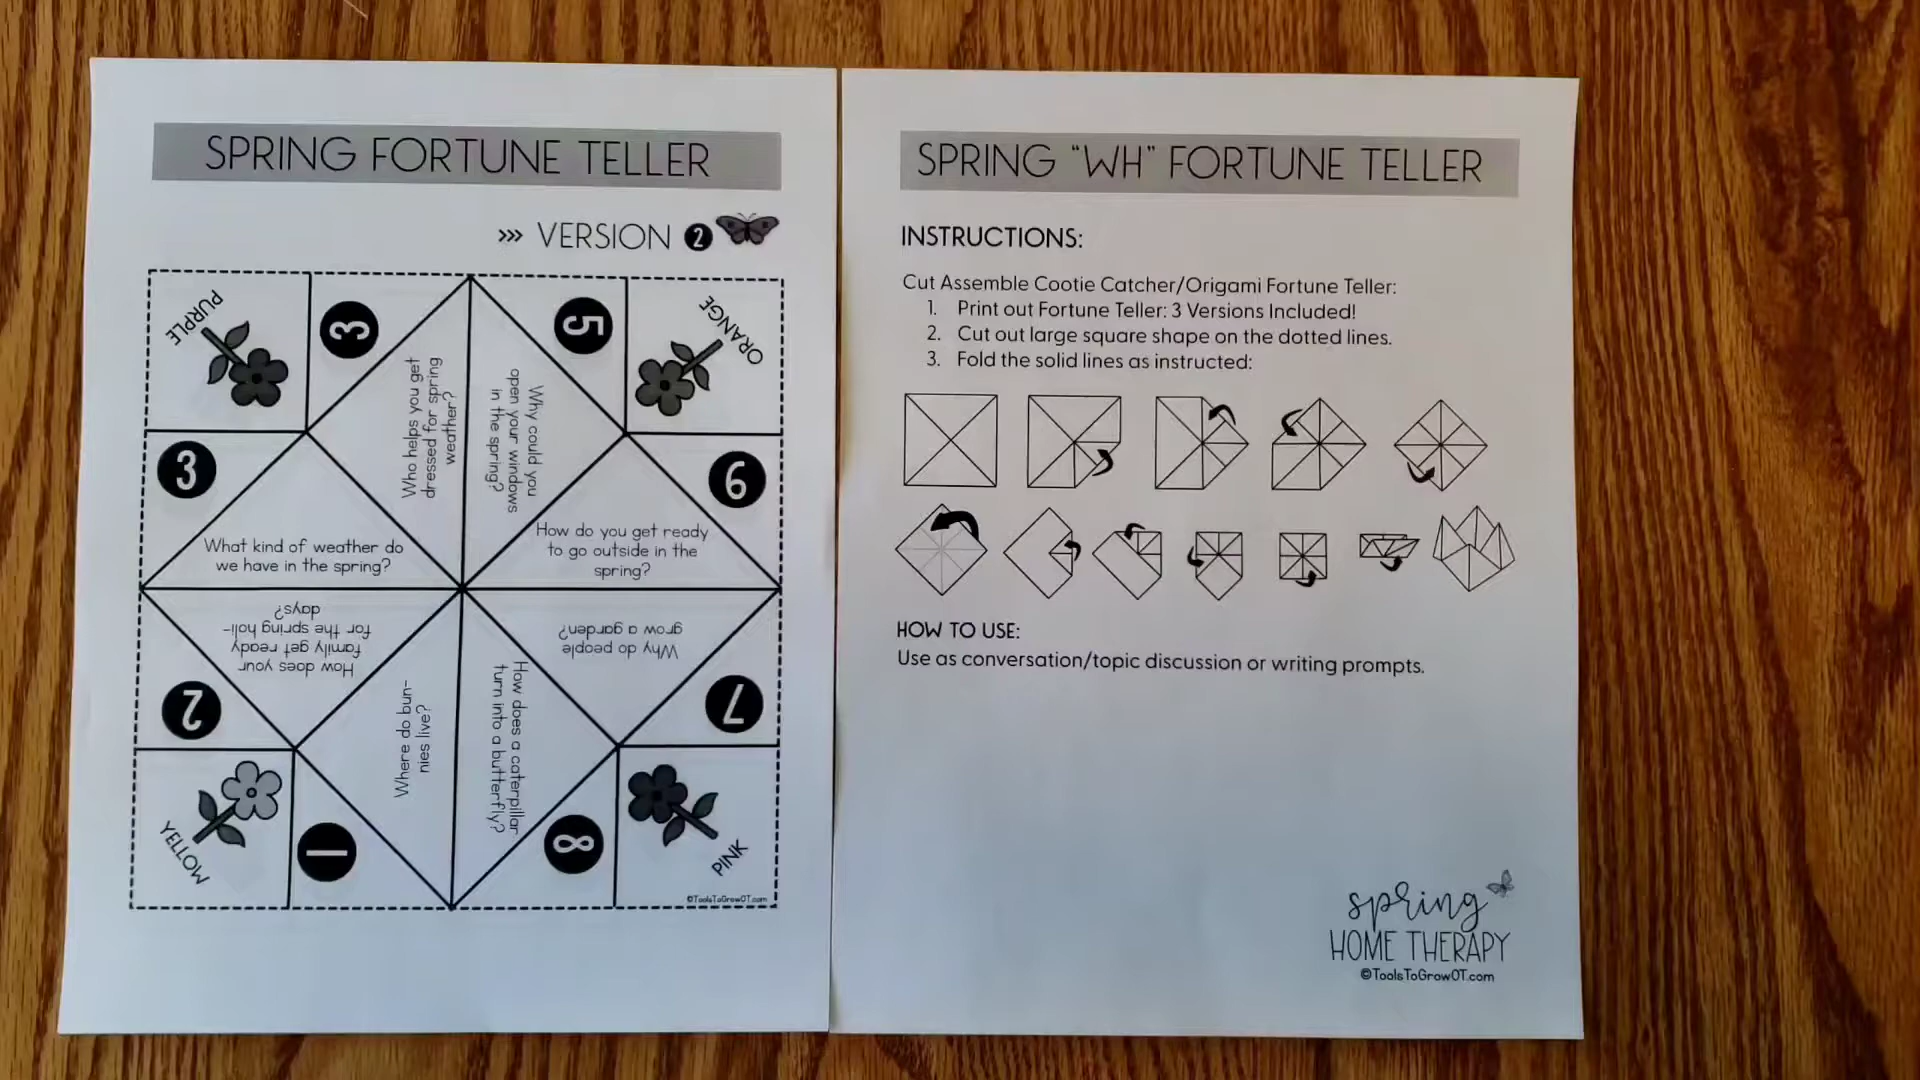 SPRING FORTUNE TELLER
››› VERSION 2
PURPLE
3
5
ORANGE
Who helps you get
dressed for spring
weather?
Why could you
open your windows
in the spring?
3
6
What kind of weather do
we have in the spring?
How do you get ready
to go outside in the
spring?
How does your
family get ready
for the spring holi-
days?
Why do people
grow a garden?
2
7
Where do bun-
nies live?
How does a caterpillar
turn into a butterfly?
YELLOW
1
8
PINK
©ToolsToGrowOT.com
SPRING “WH” FORTUNE TELLER
INSTRUCTIONS:
Cut Assemble Cootie Catcher/Origami Fortune Teller:
1. Print out Fortune Teller: 3 Versions Included!
2. Cut out large square shape on the dotted lines.
3. Fold the solid lines as instructed:
HOW TO USE:
Use as conversation/topic discussion or writing prompts.
spring
HOME THERAPY
©ToolsToGrowOT.com